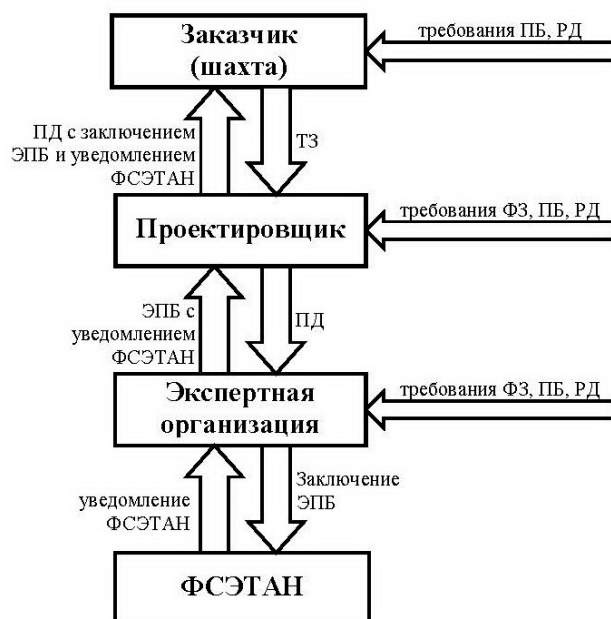 Заказчик
(шахта)
требования ПБ, РД
ПД с заключением
ЭПБ и уведомлением
ФСЭТАН
ТЗ
Проектировщик
требования ФЗ, ПБ, РД
ЭПБ с
уведомлением
ФСЭТАН
ПД
Экспертная
организация
требования ФЗ, ПБ, РД
уведомление
ФСЭТАН
Заключение
ЭПБ
ФСЭТАН